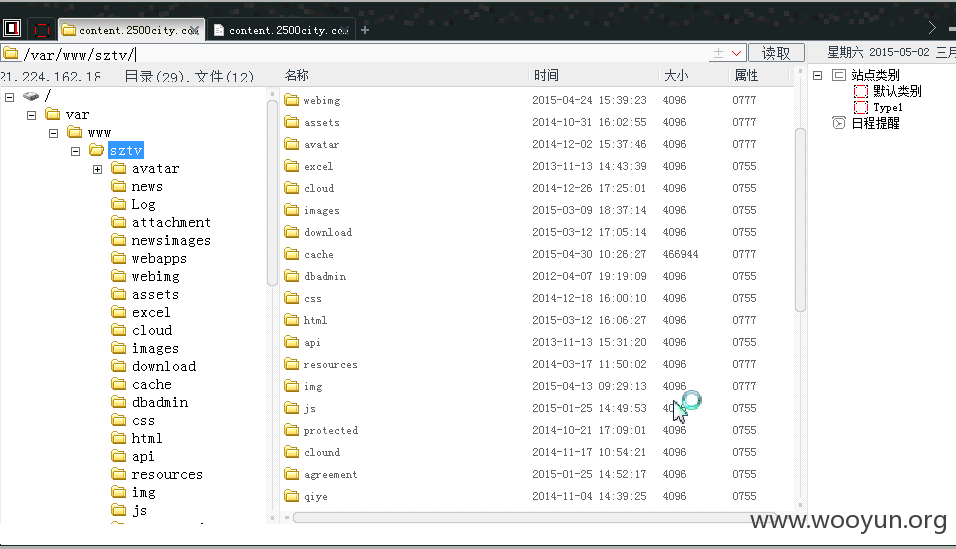 content.2500city.co
content.2500city.co
/var/www/sztv/
读取
星期六 2015-05-02 三月
21.224.162.18 目录(29),文件(12)
名称 时间 大小 属性
/
var
www
sztv
avatar
news
Log
attachment
newsimages
webapps
webimg
assets
excel
cloud
images
download
cache
dbadmin
css
html
api
resources
img
js
webimg 2015-04-24 15:39:23 4096 0777
assets 2014-10-31 16:02:55 4096 0777
avatar 2014-12-02 15:37:46 4096 0777
excel 2013-11-13 14:43:39 4096 0755
cloud 2014-12-26 17:25:01 4096 0755
images 2015-03-09 18:37:14 4096 0755
download 2015-03-12 17:05:14 4096 0755
cache 2015-04-30 10:26:27 466944 0777
dbadmin 2012-04-07 19:19:09 4096 0755
css 2014-12-18 16:00:10 4096 0755
html 2015-03-12 16:06:27 4096 0777
api 2013-11-13 15:31:20 4096 0755
resources 2014-03-17 11:50:02 4096 0777
img 2015-04-13 09:29:13 4096 0777
js 2015-01-25 14:49:53 0755
protected 2014-10-21 17:09:01 4096 0755
clound 2014-11-17 10:54:21 4096 0755
agreement 2015-01-25 14:52:17 4096 0755
qiye 2014-11-04 14:39:25 4096 0755
站点类别
默认类别
Type1
日程提醒
www.wooyun.org